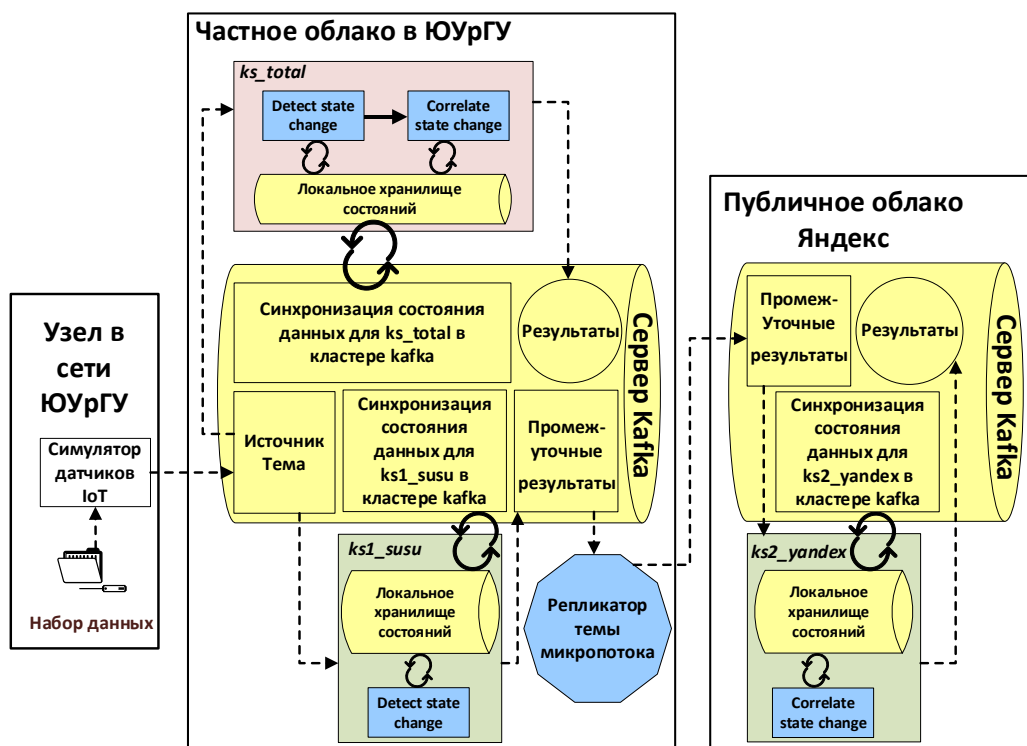 Узел в
сети
ЮУрГУ
Симулятор
датчиков
IoT
Набор данных
Частное облако в ЮУрГУ
ks_total
Detect state
change
Correlate
state change
Локальное хранилище
состояний
Синхронизация состояния
данных для ks_total в
кластере kafka
Результаты
Сервер Kafka
Источник
Тема
Синхронизация
состояния
данных для
ks1_susu в
кластере kafka
Промеж-
уточные
результаты
ks1_susu
Локальное
хранилище
состояний
Detect state
change
Репликатор
темы
микропотока
Публичное облако
Яндекс
Промеж-
Уточные
результаты
Результаты
Сервер Kafka
Синхронизация
состояния
данных для
ks2_yandex в
кластере kafka
ks2_yandex
Локальное
хранилище
состояний
Correlate
state change